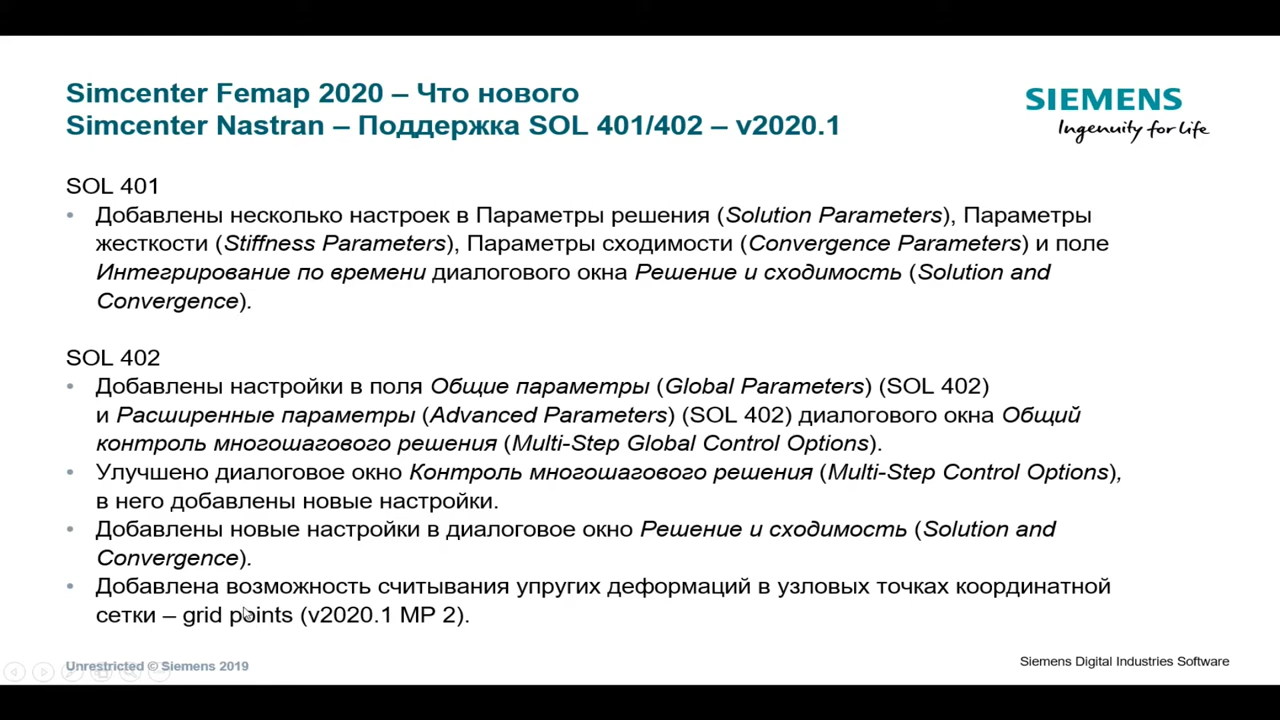 Simcenter Femap 2020 – Что нового
Simcenter Nastran – Поддержка SOL 401/402 – v2020.1
SIEMENS
Ingenuity for life
SOL 401
• Добавлены несколько настроек в Параметры решения (Solution Parameters), Параметры
жесткости (Stiffness Parameters), Параметры сходимости (Convergence Parameters) и поле
Интегрирование по времени диалогового окна Решение и сходимость (Solution and
Convergence).
SOL 402
• Добавлены настройки в поля Общие параметры (Global Parameters) (SOL 402)
и Расширенные параметры (Advanced Parameters) (SOL 402) диалогового окна Общий
контроль многошагового решения (Multi-Step Global Control Options).
• Улучшено диалоговое окно Контроль многошагового решения (Multi-Step Control Options),
в него добавлены новые настройки.
• Добавлены новые настройки в диалоговое окно Решение и сходимость (Solution and
Convergence).
• Добавлена возможность считывания упругих деформаций в узловых точках координатной
сетки – grid points (v2020.1 MP 2).
Unrestricted © Siemens 2019
Siemens Digital Industries Software